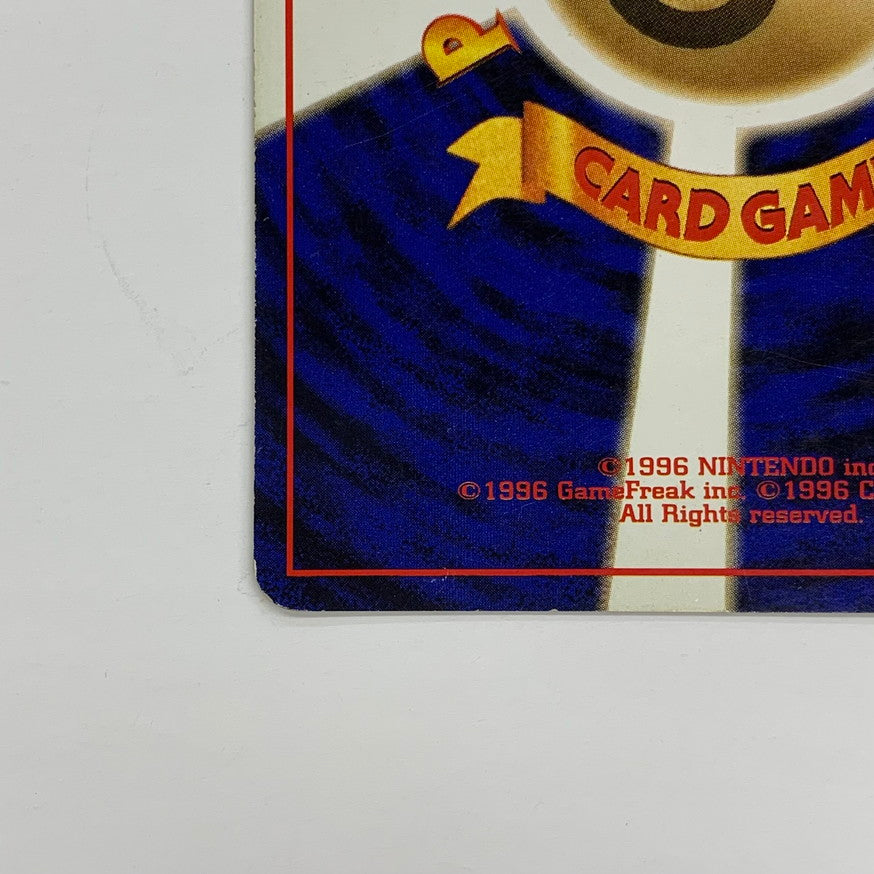 P
CARD GAM
©1996 NINTENDO inc
©1996 GameFreak inc. ©1996 C
All Rights reserved.